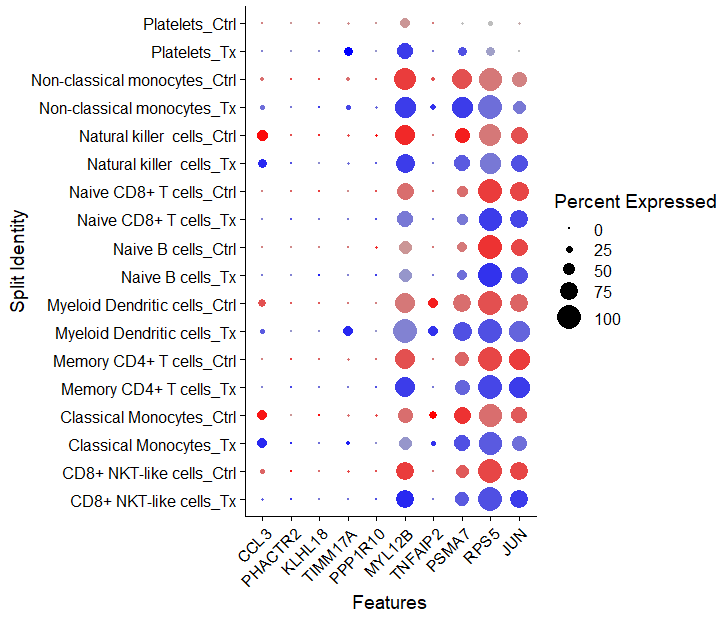 Platelets_Ctrl
Platelets_Tx
Non-classical monocytes_Ctrl
Non-classical monocytes_Tx
Natural killer  cells_Ctrl
Natural killer  cells_Tx
Naive CD8+ T cells_Ctrl
Naive CD8+ T cells_Tx
Naive B cells_Ctrl
Naive B cells_Tx
Myeloid Dendritic cells_Ctrl
Myeloid Dendritic cells_Tx
Memory CD4+ T cells_Ctrl
Memory CD4+ T cells_Tx
Classical Monocytes_Ctrl
Classical Monocytes_Tx
CD8+ NKT-like cells_Ctrl
CD8+ NKT-like cells_Tx
Split Identity
CCL3
PHACTR2
KLHL18
TIMM17A
PPP1R10
MYL12B
TNFAIP2
PSMA7
RPS5
JUN
Features
Percent Expressed
0
25
50
75
100